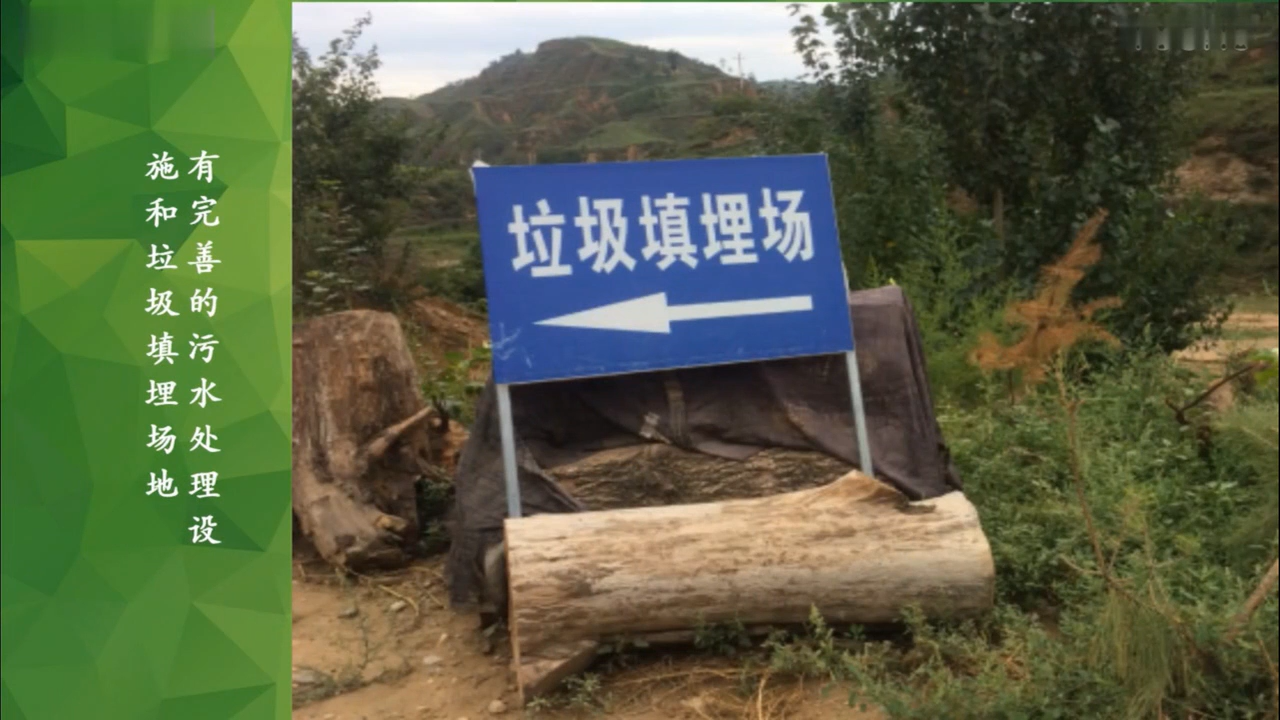 有完善的污水处理设
施和垃圾填埋场地
垃圾填埋场